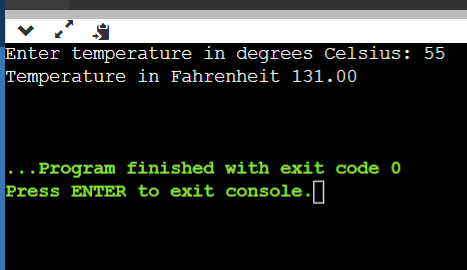 Enter temperature in degrees Celsius: 55
Temperature in Fahrenheit 131.00
...Program finished with exit code 0
Press ENTER to exit console.